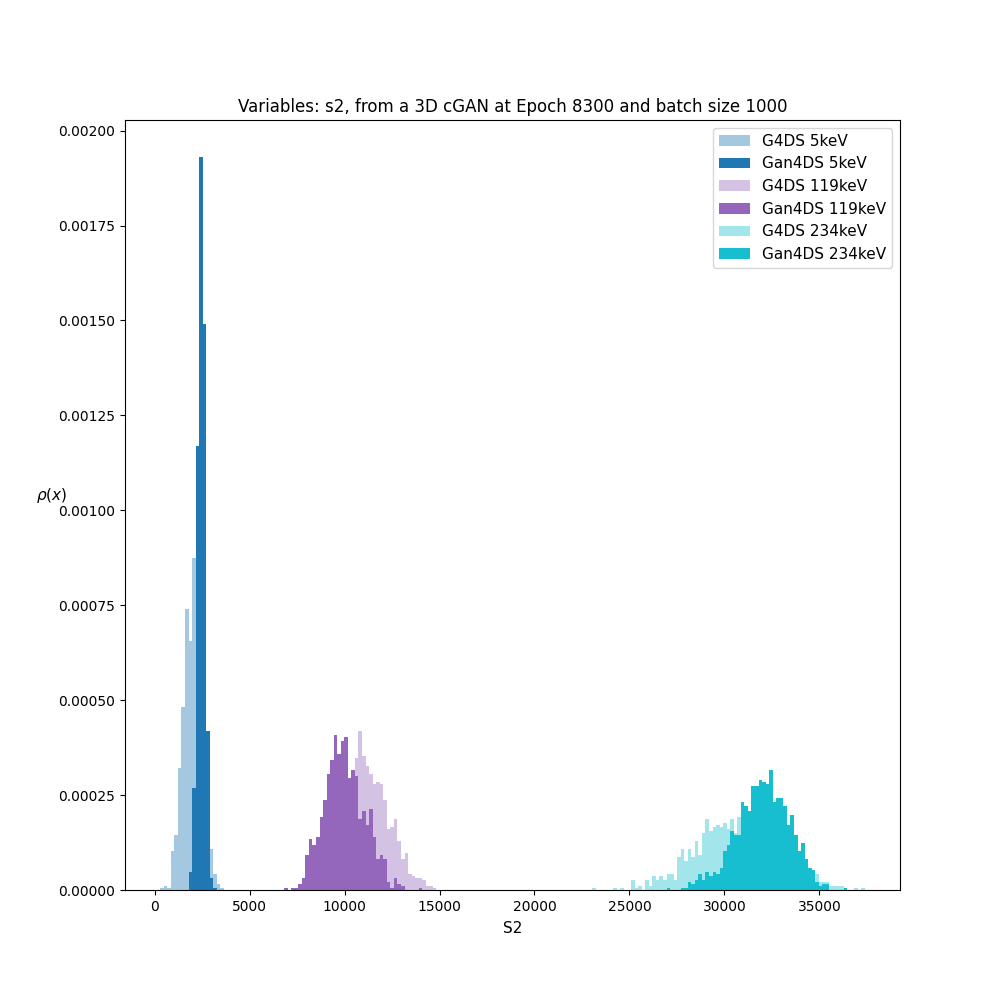 Variables: s2, from a 3D cGAN at Epoch 8300 and batch size 1000
G4DS 5keV
Gan4DS 5keV
G4DS 119keV
Gan4DS 119keV
G4DS 234keV
Gan4DS 234keV
0.00200
0.00175
0.00150
0.00125
ρ(x)
0.00100
0.00075
0.00050
0.00025
0.00000
0 5000 10000 15000 20000 25000 30000 35000
S2